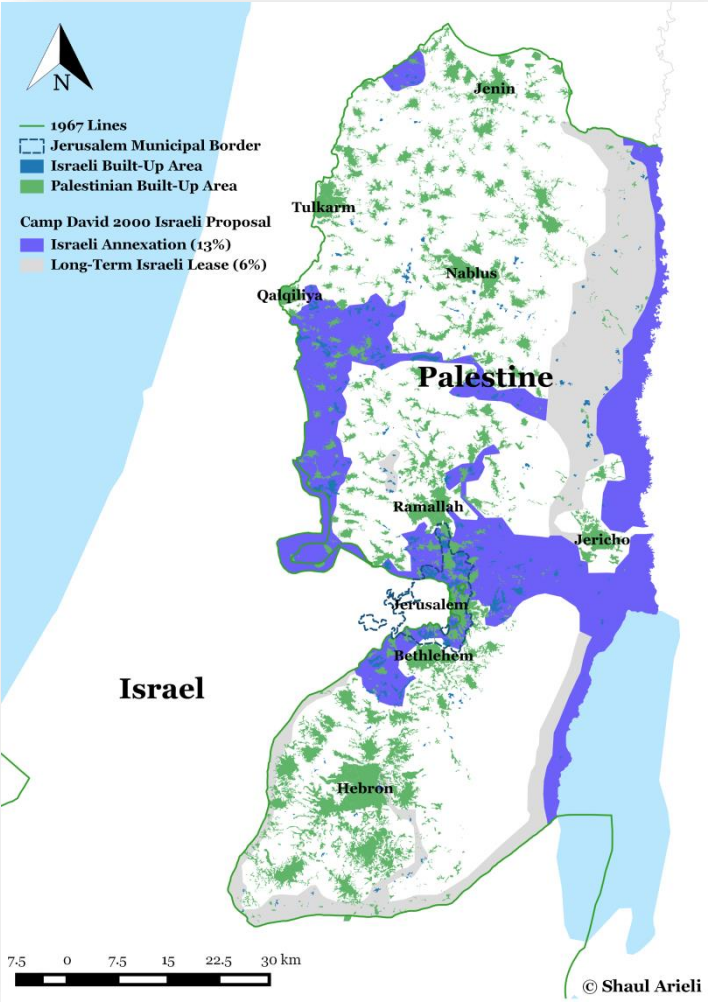 N
1967 Lines
Jerusalem Municipal Border
Israeli Built-Up Area
Palestinian Built-Up Area
Camp David 2000 Israeli Proposal
Israeli Annexation (13%)
Long-Term Israeli Lease (6%)
Jenin
Tulkarm
Nablus
Qalqiliya
Palestine
Ramallah
Jericho
Jerusalem
Bethlehem
Israel
Hebron
7.5 0 7.5 15 22.5 30 km
© Shaul Arieli